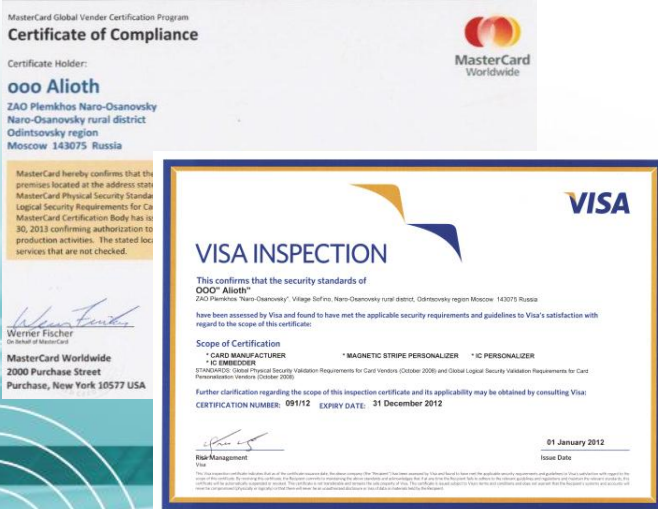 MasterCard Global Vender Certification Program
Certificate of Compliance
Certificate Holder:
ooo Alioth
ZAO Plemkhos Naro-Osanovsky
Naro-Osanovsky rural district
Odintsovsky region
Moscow 143075 Russia
MasterCard hereby confirms that the
premises located at the address state
MasterCard Physical Security Standa
Logical Security Requirements for Ca
MasterCard Certification Body has is
30, 2013 confirming authorization to
production activities. The stated loca
services that are not checked.
Werner Fischer
On Behalf of MasterCard
MasterCard Worldwide
2000 Purchase Street
Purchase, New York 10577 USA
MasterCard
Worldwide
VISA
VISA INSPECTION
This confirms that the security standards of
OOO" Alioth"
ZAO Plemkhos "Naro-Osanovsky", Village Sof'ino, Naro-Osanovsky rural district, Odintsovsky region Moscow 143075 Russia
have been assessed by Visa and found to have met the applicable security requirements and guidelines to Visa's satisfaction with
regard to the scope of this certificate:
Scope of Certification
* CARD MANUFACTURER * MAGNETIC STRIPE PERSONALIZER * IC PERSONALIZER
* IC EMBEDDER
STANDARDS: Global Physical Security Validation Requirements for Card Vendors (October 2008) and Global Logical Security Validation Requirements for Card
Personalization Vendors (October 2008)
Further clarification regarding the scope of this inspection certificate and its applicability may be obtained by consulting Visa:
CERTIFICATION NUMBER: 091/12 EXPIRY DATE: 31 December 2012
Risk Management
Visa
01 January 2012
Issue Date